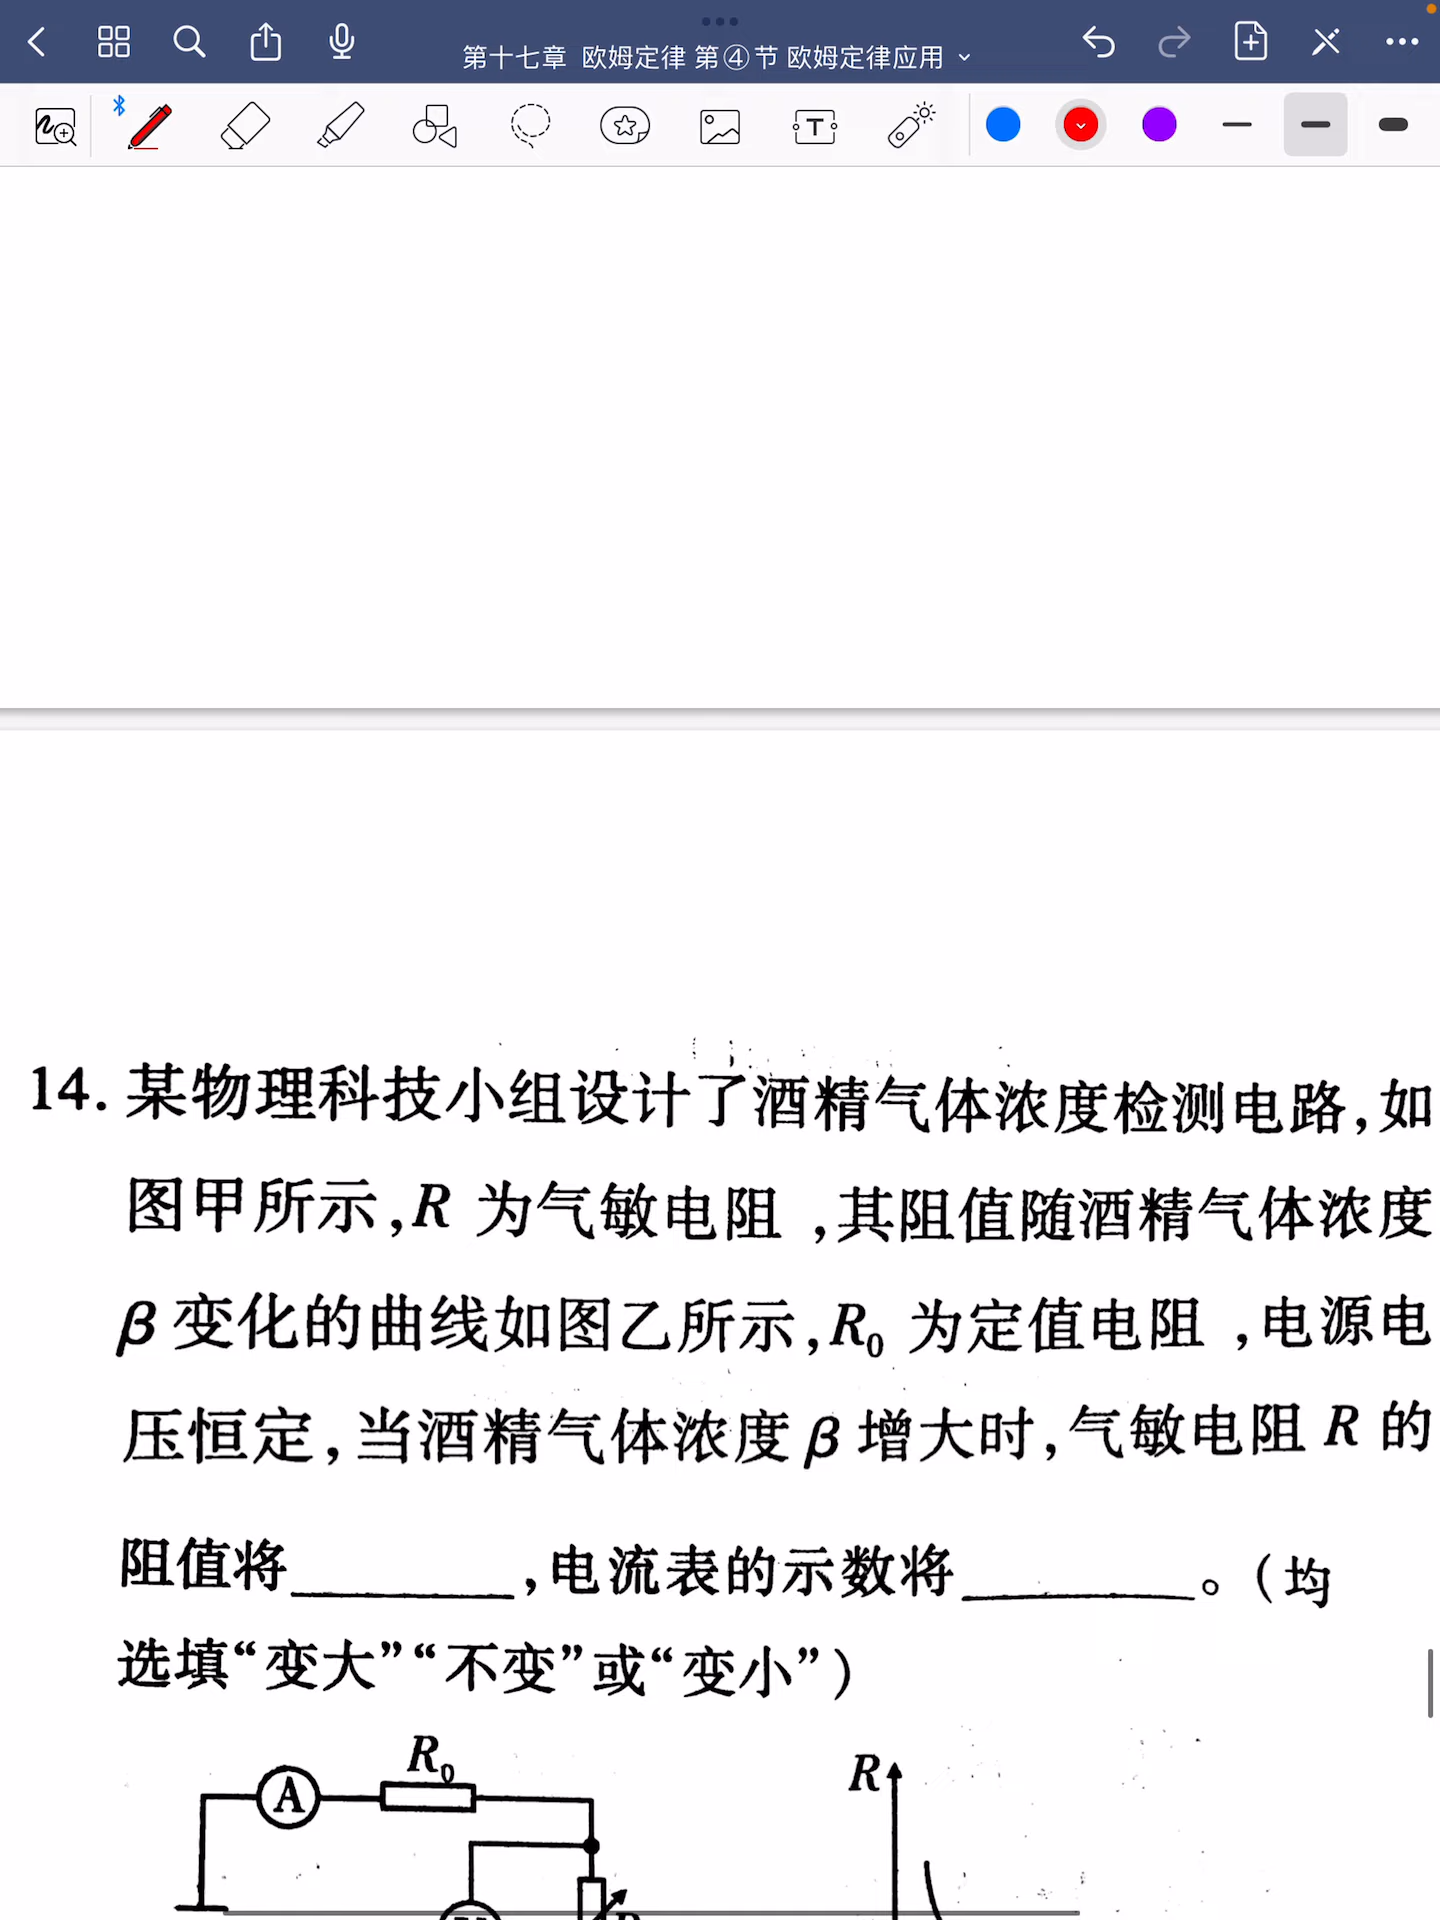 第十七章 欧姆定律 第④节 欧姆定律应用
T
14. 某物理科技小组设计了酒精气体浓度检测电路,如
图甲所示,R 为气敏电阻 ,其阻值随酒精气体浓度
β 变化的曲线如图乙所示,R₀ 为定值电阻 ,电源电
压恒定,当酒精气体浓度 β 增大时,气敏电阻 R 的
阻值将________,电流表的示数将________。(均
选填“变大”“不变”或“变小”)
R₀
A
R